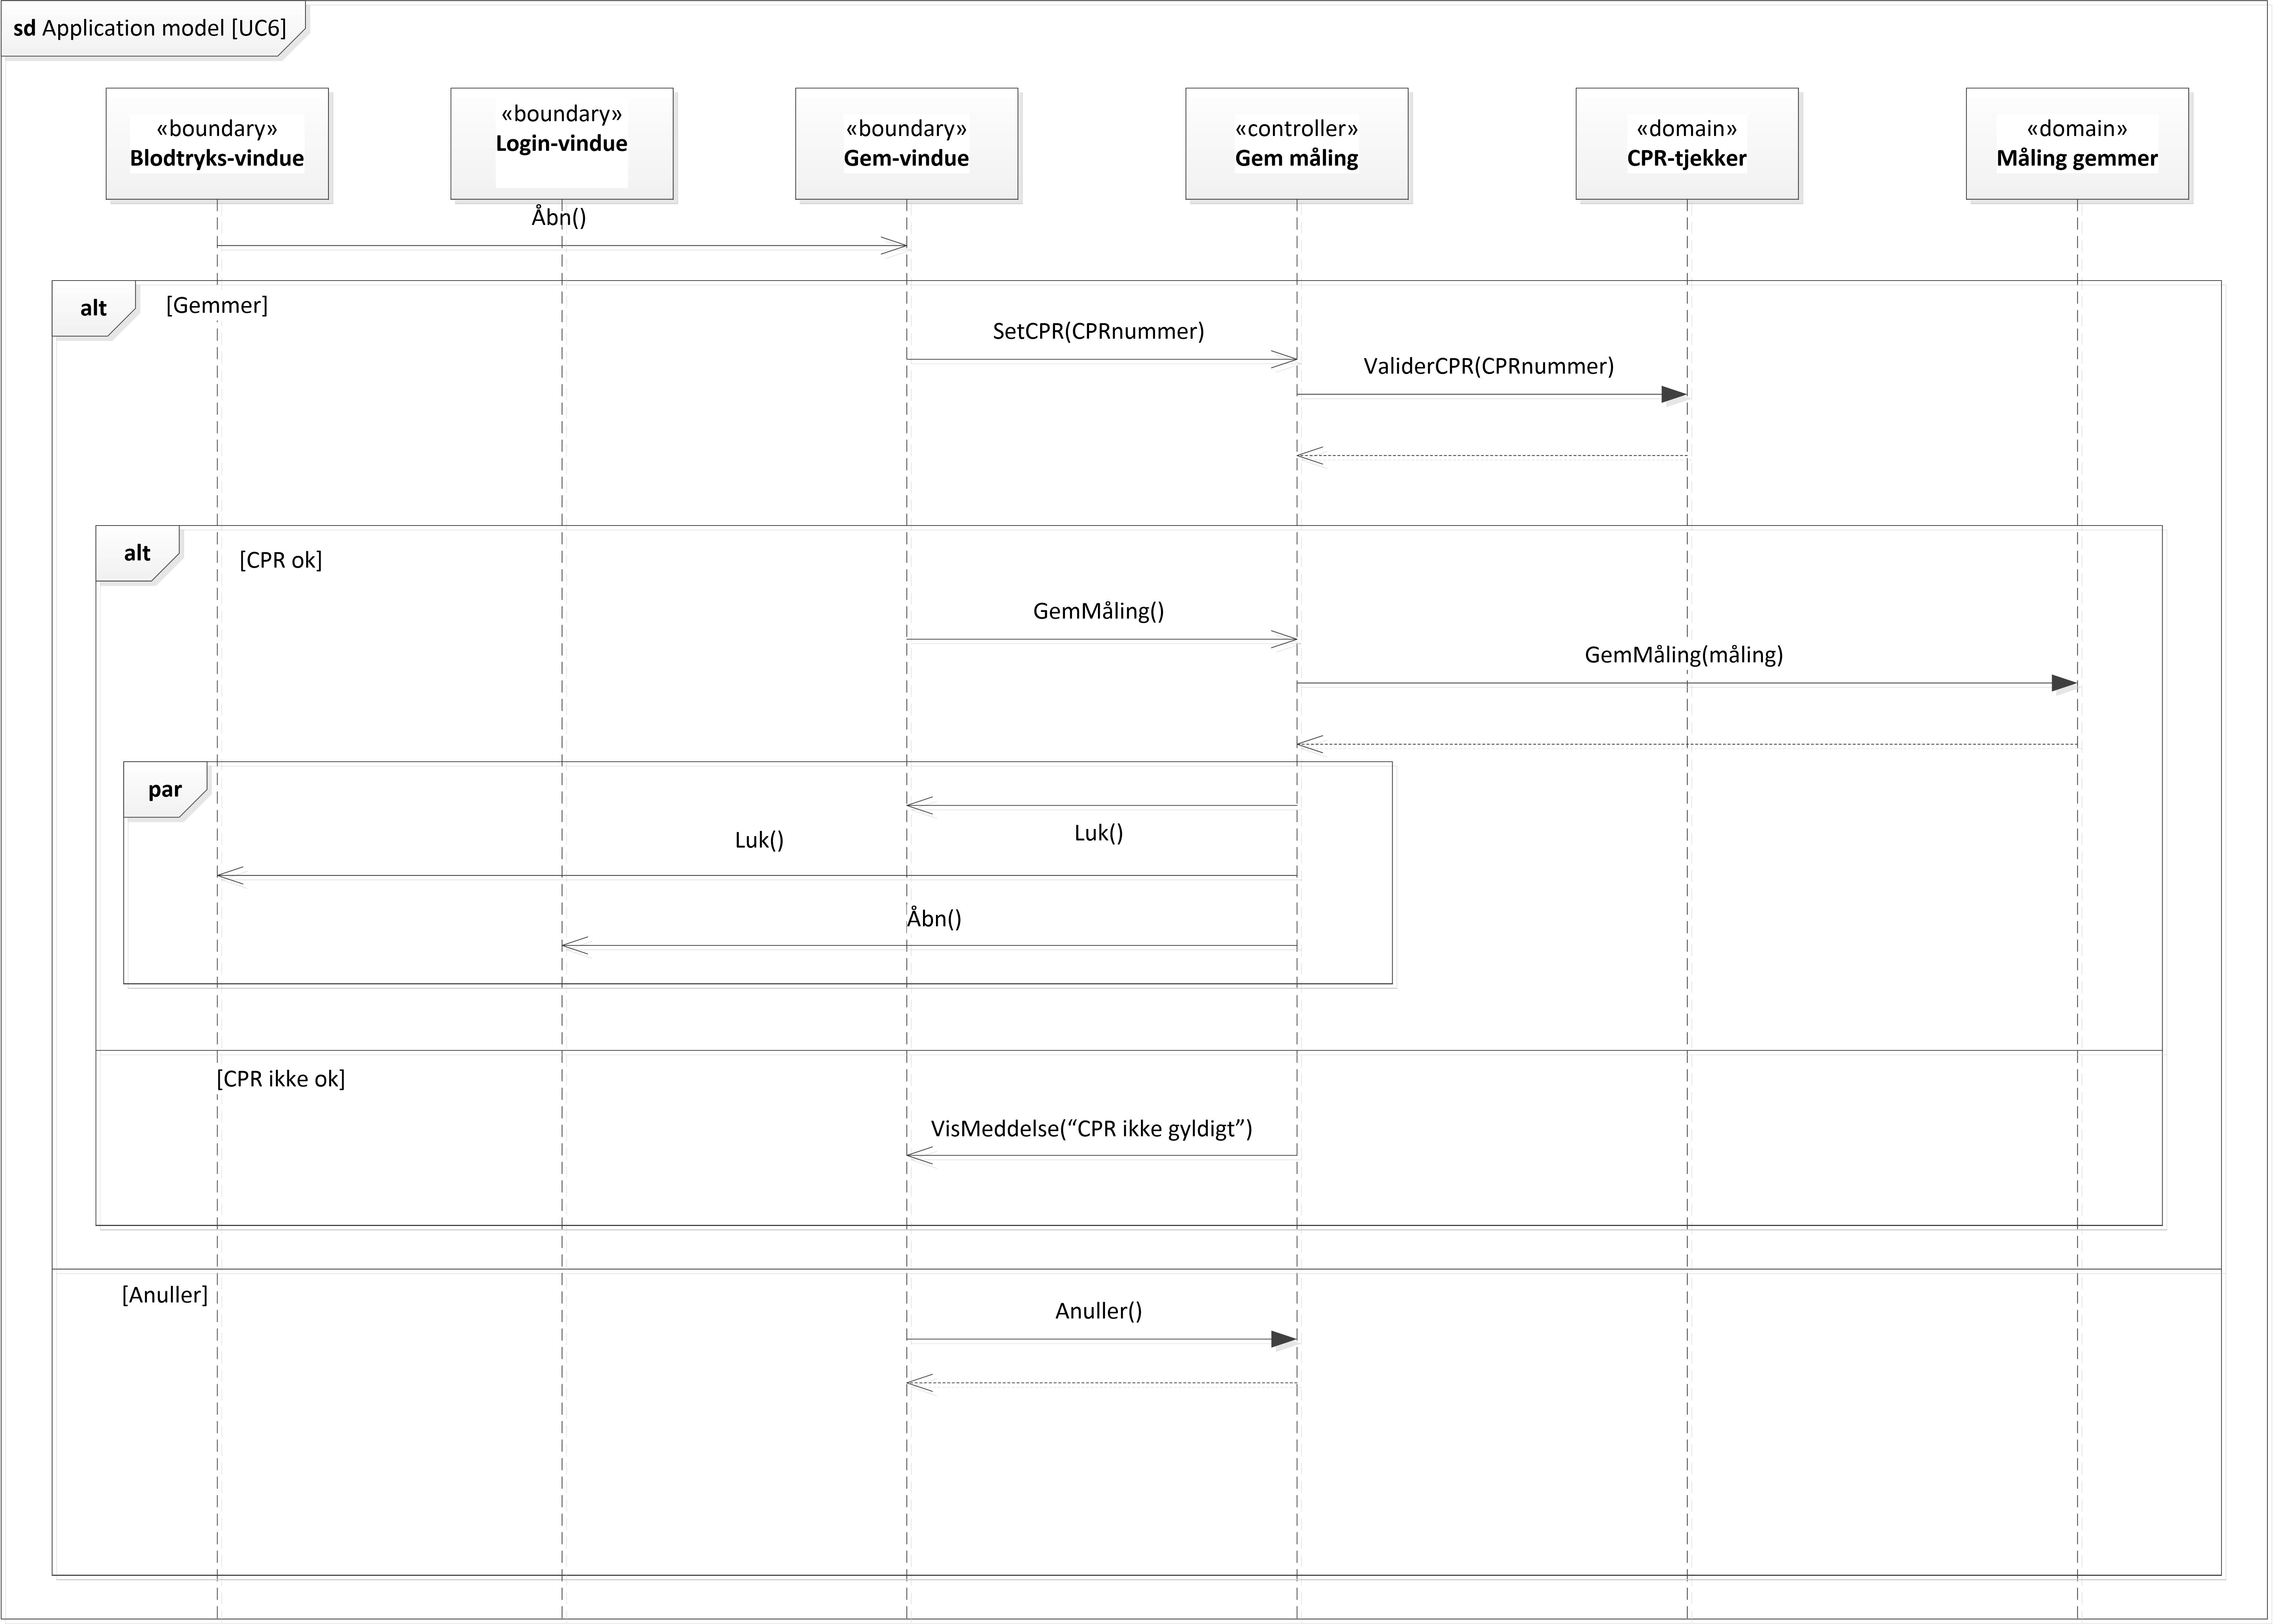 sd Application model [UC6]
«boundary»
Blodtryks-vindue
«boundary»
Login-vindue
«boundary»
Gem-vindue
«controller»
Gem måling
«domain»
CPR-tjekker
«domain»
Måling gemmer
Åbn()
alt
[Gemmer]
SetCPR(CPRnummer)
ValiderCPR(CPRnummer)
alt
[CPR ok]
GemMåling()
GemMåling(måling)
par
Luk()
Luk()
Åbn()
[CPR ikke ok]
VisMeddelse(“CPR ikke gyldigt”)
[Anuller]
Anuller()